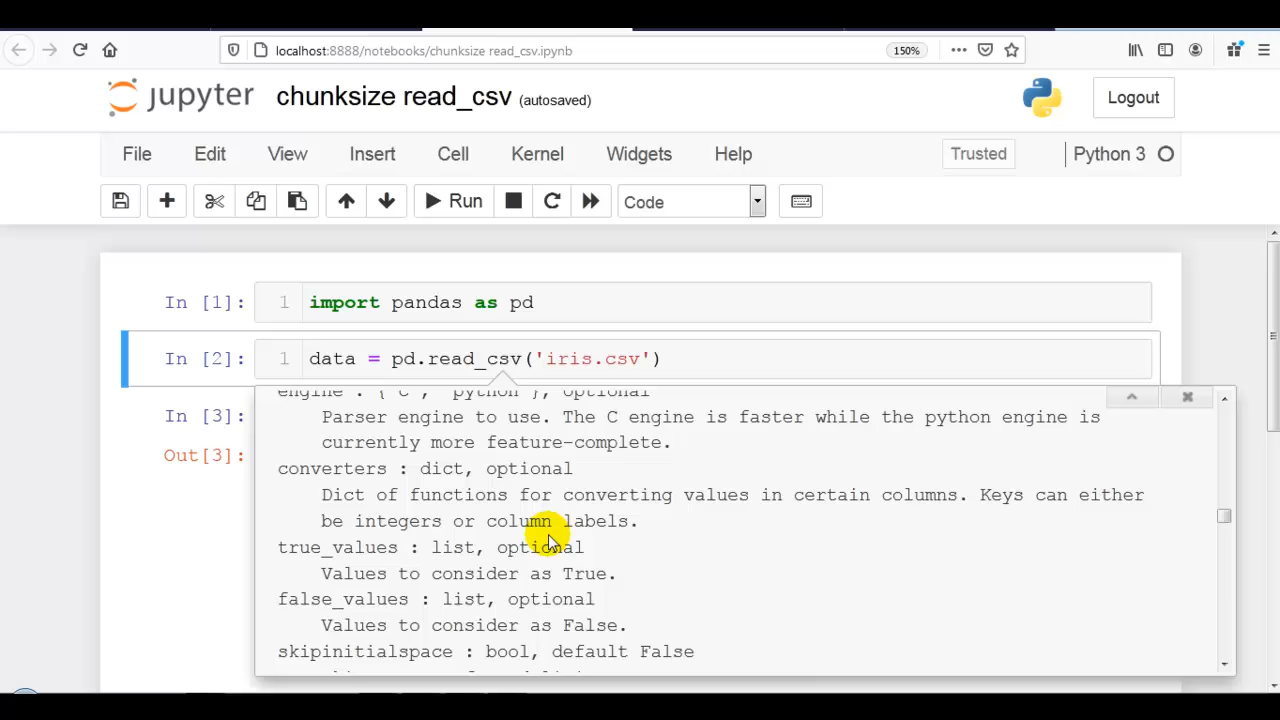 localhost:8888/notebooks/chunksize read_csv.ipynb
150%
jupyter chunksize read_csv (autosaved)
Logout
File Edit View Insert Cell Kernel Widgets Help Trusted Python 3
Run Code
In [1]: 1 import pandas as pd
In [2]: 1 data = pd.read_csv('iris.csv')
engine : {'c', 'python'}, optional
Parser engine to use. The C engine is faster while the python engine is
In [3]:
currently more feature-complete.
Out[3]:
converters : dict, optional
Dict of functions for converting values in certain columns. Keys can either
be integers or column labels.
true_values : list, optional
Values to consider as True.
false_values : list, optional
Values to consider as False.
skipinitialspace : bool, default False